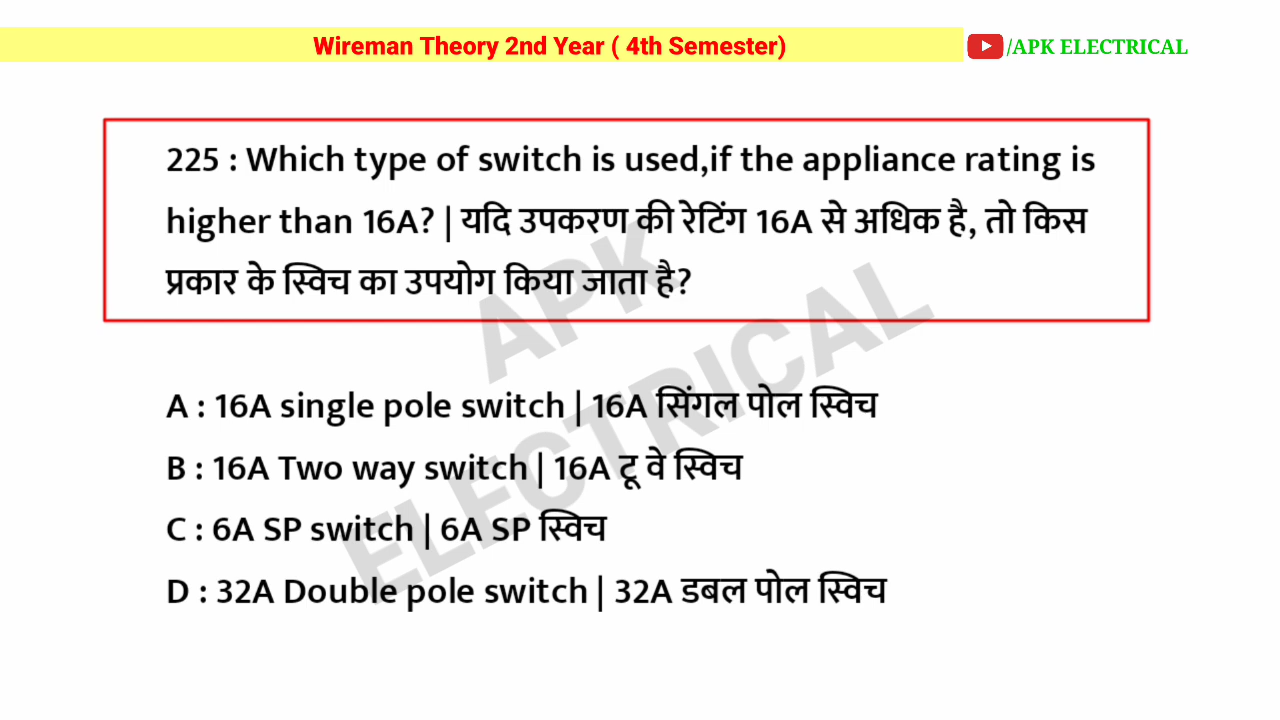 Wireman Theory 2nd Year ( 4th Semester)
/APK ELECTRICAL
225 : Which type of switch is used,if the appliance rating is
higher than 16A? | यदि उपकरण की रेटिंग 16A से अधिक है, तो किस
प्रकार के स्विच का उपयोग किया जाता है?
APK
ELECTRICAL
A : 16A single pole switch | 16A सिंगल पोल स्विच
B : 16A Two way switch | 16A टू वे स्विच
C : 6A SP switch | 6A SP स्विच
D : 32A Double pole switch | 32A डबल पोल स्विच